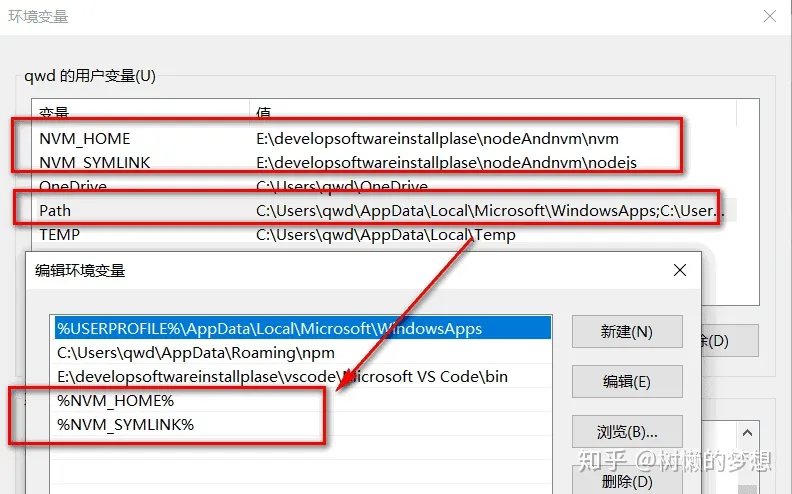 环境变量
qwd 的用户变量(U)
变量 值
NVM_HOME E:\developsoftwareinstallplase\nodeAndnvm\nvm
NVM_SYMLINK E:\developsoftwareinstallplase\nodeAndnvm\nodejs
OneDrive C:\Users\qwd\OneDrive
Path C:\Users\qwd\AppData\Local\Microsoft\WindowsApps;C:\User...
TEMP C:\Users\qwd\AppData\Local\Temp
编辑环境变量
%USERPROFILE%\AppData\Local\Microsoft\WindowsApps
新建(N)
除(D)
C:\Users\qwd\AppData\Roaming\npm
E:\developsoftwareinstallplase\vscode\Microsoft VS Code\bin
编辑(E)
%NVM_HOME%
%NVM_SYMLINK%
浏览(B)...
知乎 @树懒的梦想
删除(D)